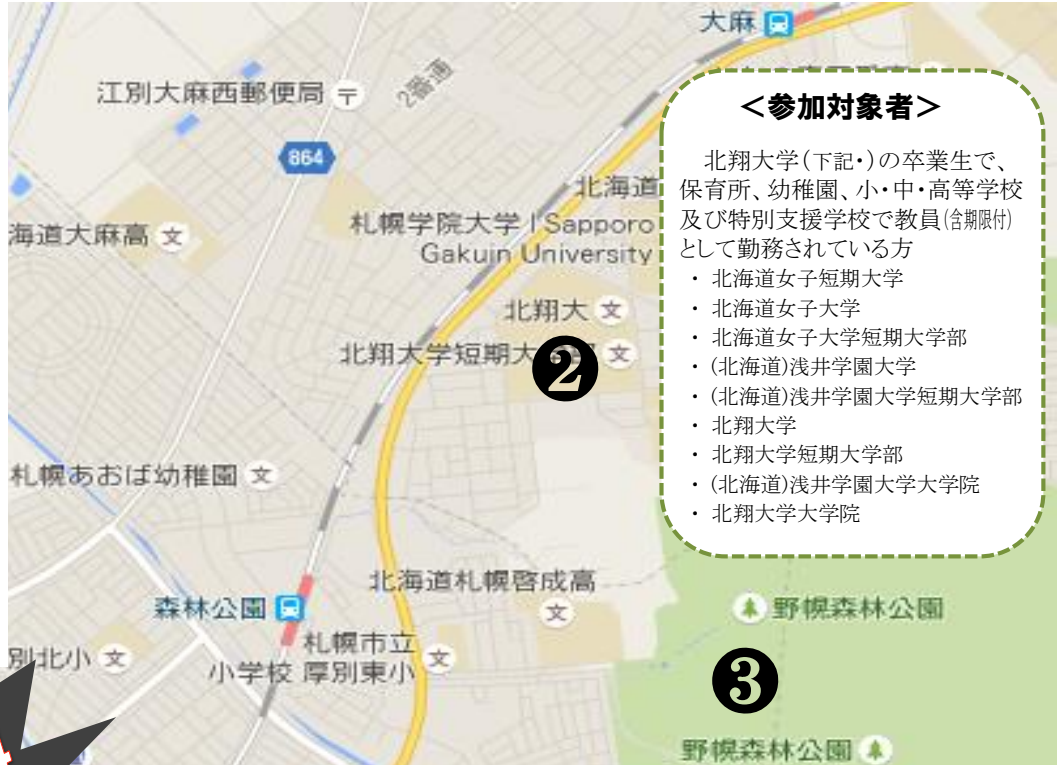 大麻
江別大麻西郵便局
2番通
864
北海道
海道大麻高
札幌学院大学 | Sapporo
Gakuin University
北翔大
北翔大学短期大
❷
札幌あおば幼稚園
北海道札幌啓成高
森林公園
野幌森林公園
札幌市立
小学校 厚別東小
別北小
❸
野幌森林公園
＜参加対象者＞
北翔大学(下記・)の卒業生で、
保育所、幼稚園、小・中・高等学校
及び特別支援学校で教員(含期限付)
として勤務されている方
・ 北海道女子短期大学
・ 北海道女子大学
・ 北海道女子大学短期大学部
・ (北海道)浅井学園大学
・ (北海道)浅井学園大学短期大学部
・ 北翔大学
・ 北翔大学短期大学部
・ (北海道)浅井学園大学大学院
・ 北翔大学大学院